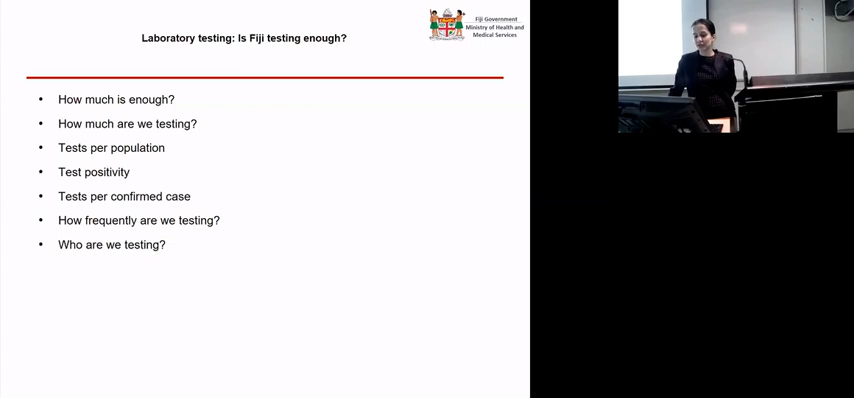 Laboratory testing: Is Fiji testing enough?
Fiji Government
Ministry of Health and
Medical Services
• How much is enough?
• How much are we testing?
• Tests per population
• Test positivity
• Tests per confirmed case
• How frequently are we testing?
• Who are we testing?